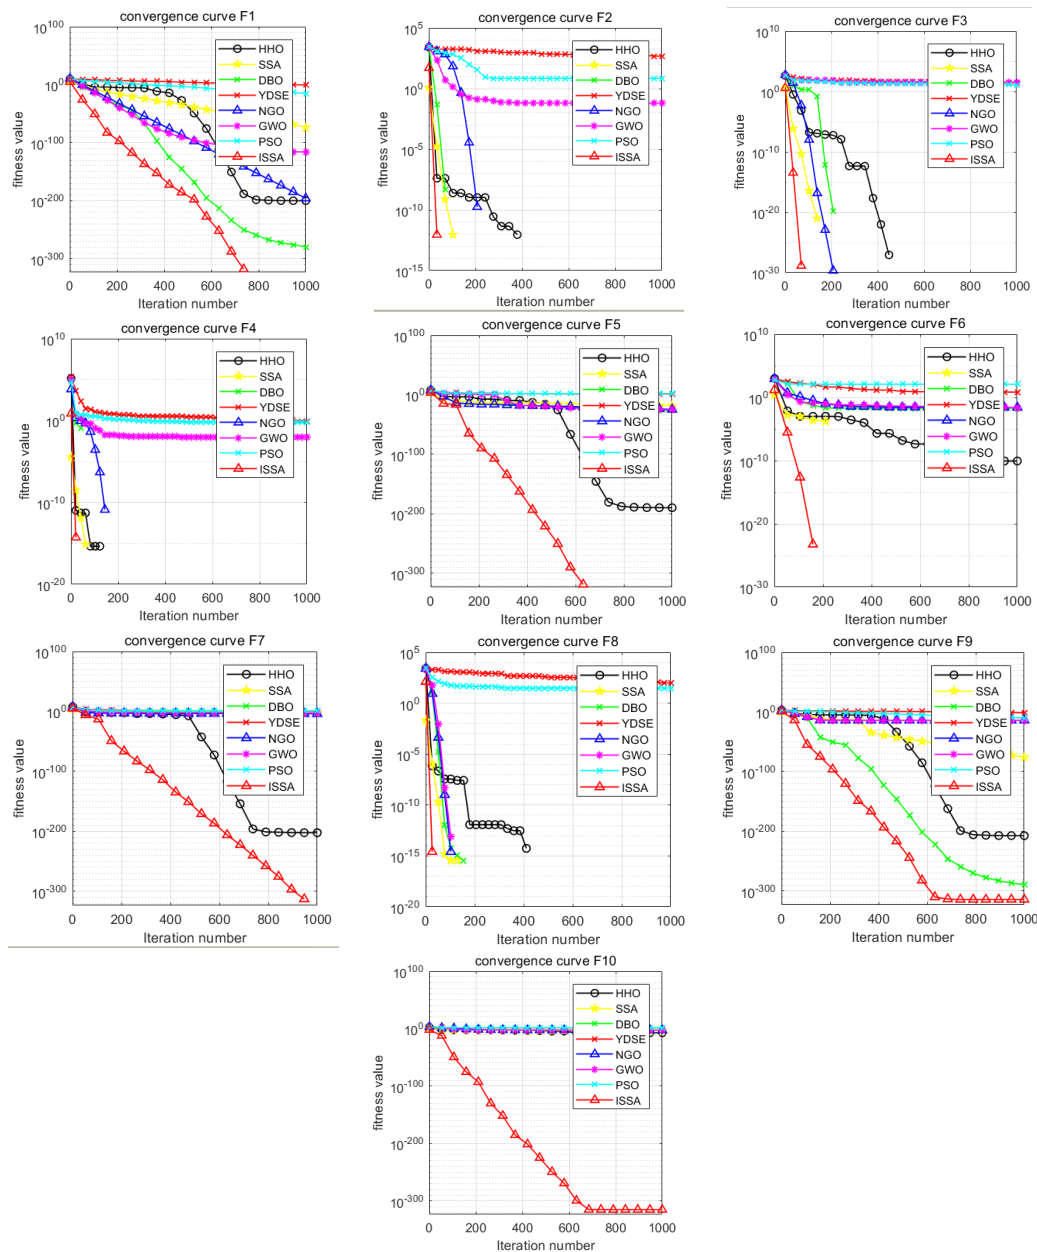 convergence curve F1
10^100
10^0
10^-100
10^-200
10^-300
fitness value
0 200 400 600 800 1000
Iteration number
HHO
SSA
DBO
YDSE
NGO
GWO
PSO
ISSA
convergence curve F2
10^5
10^0
10^-5
10^-10
10^-15
fitness value
0 200 400 600 800 1000
Iteration number
HHO
SSA
DBO
YDSE
NGO
GWO
PSO
ISSA
convergence curve F3
10^10
10^0
10^-10
10^-20
10^-30
fitness value
0 200 400 600 800 1000
Iteration number
HHO
SSA
DBO
YDSE
NGO
GWO
PSO
ISSA
convergence curve F4
10^10
10^0
10^-10
10^-20
fitness value
0 200 400 600 800 1000
Iteration number
HHO
SSA
DBO
YDSE
NGO
GWO
PSO
ISSA
convergence curve F5
10^100
10^0
10^-100
10^-200
10^-300
fitness value
0 200 400 600 800 1000
Iteration number
HHO
SSA
DBO
YDSE
NGO
GWO
PSO
ISSA
convergence curve F6
10^10
10^0
10^-10
10^-20
10^-30
fitness value
0 200 400 600 800 1000
Iteration number
HHO
SSA
DBO
YDSE
NGO
GWO
PSO
ISSA
convergence curve F7
10^100
10^0
10^-100
10^-200
10^-300
fitness value
0 200 400 600 800 1000
Iteration number
HHO
SSA
DBO
YDSE
NGO
GWO
PSO
ISSA
convergence curve F8
10^5
10^0
10^-5
10^-10
10^-15
10^-20
fitness value
0 200 400 600 800 1000
Iteration number
HHO
SSA
DBO
YDSE
NGO
GWO
PSO
ISSA
convergence curve F9
10^100
10^0
10^-100
10^-200
10^-300
fitness value
0 200 400 600 800 1000
Iteration number
HHO
SSA
DBO
YDSE
NGO
GWO
PSO
ISSA
convergence curve F10
10^100
10^0
10^-100
10^-200
10^-300
fitness value
0 200 400 600 800 1000
Iteration number
HHO
SSA
DBO
YDSE
NGO
GWO
PSO
ISSA